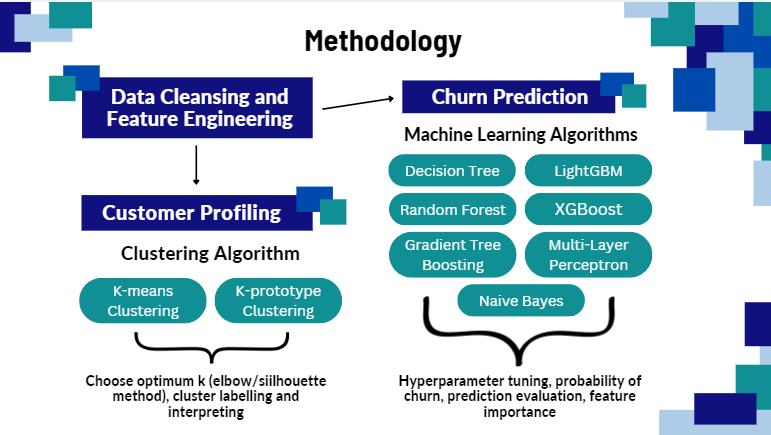 Methodology
Data Cleansing and
Feature Engineering
Churn Prediction
Machine Learning Algorithms
Decision Tree
LightGBM
Random Forest
XGBoost
Gradient Tree
Boosting
Multi-Layer
Perceptron
Naive Bayes
Hyperparameter tuning, probability of
churn, prediction evaluation, feature
importance
Customer Profiling
Clustering Algorithm
K-means
Clustering
K-prototype
Clustering
Choose optimum k (elbow/siilhouette
method), cluster labelling and
interpreting